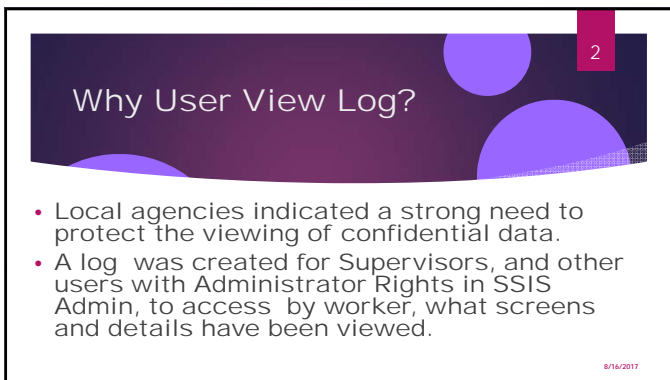 2
Why User View Log?
• Local agencies indicated a strong need to
protect the viewing of confidential data.
• A log was created for Supervisors, and other
users with Administrator Rights in SSIS
Admin, to access by worker, what screens
and details have been viewed.
8/16/2017